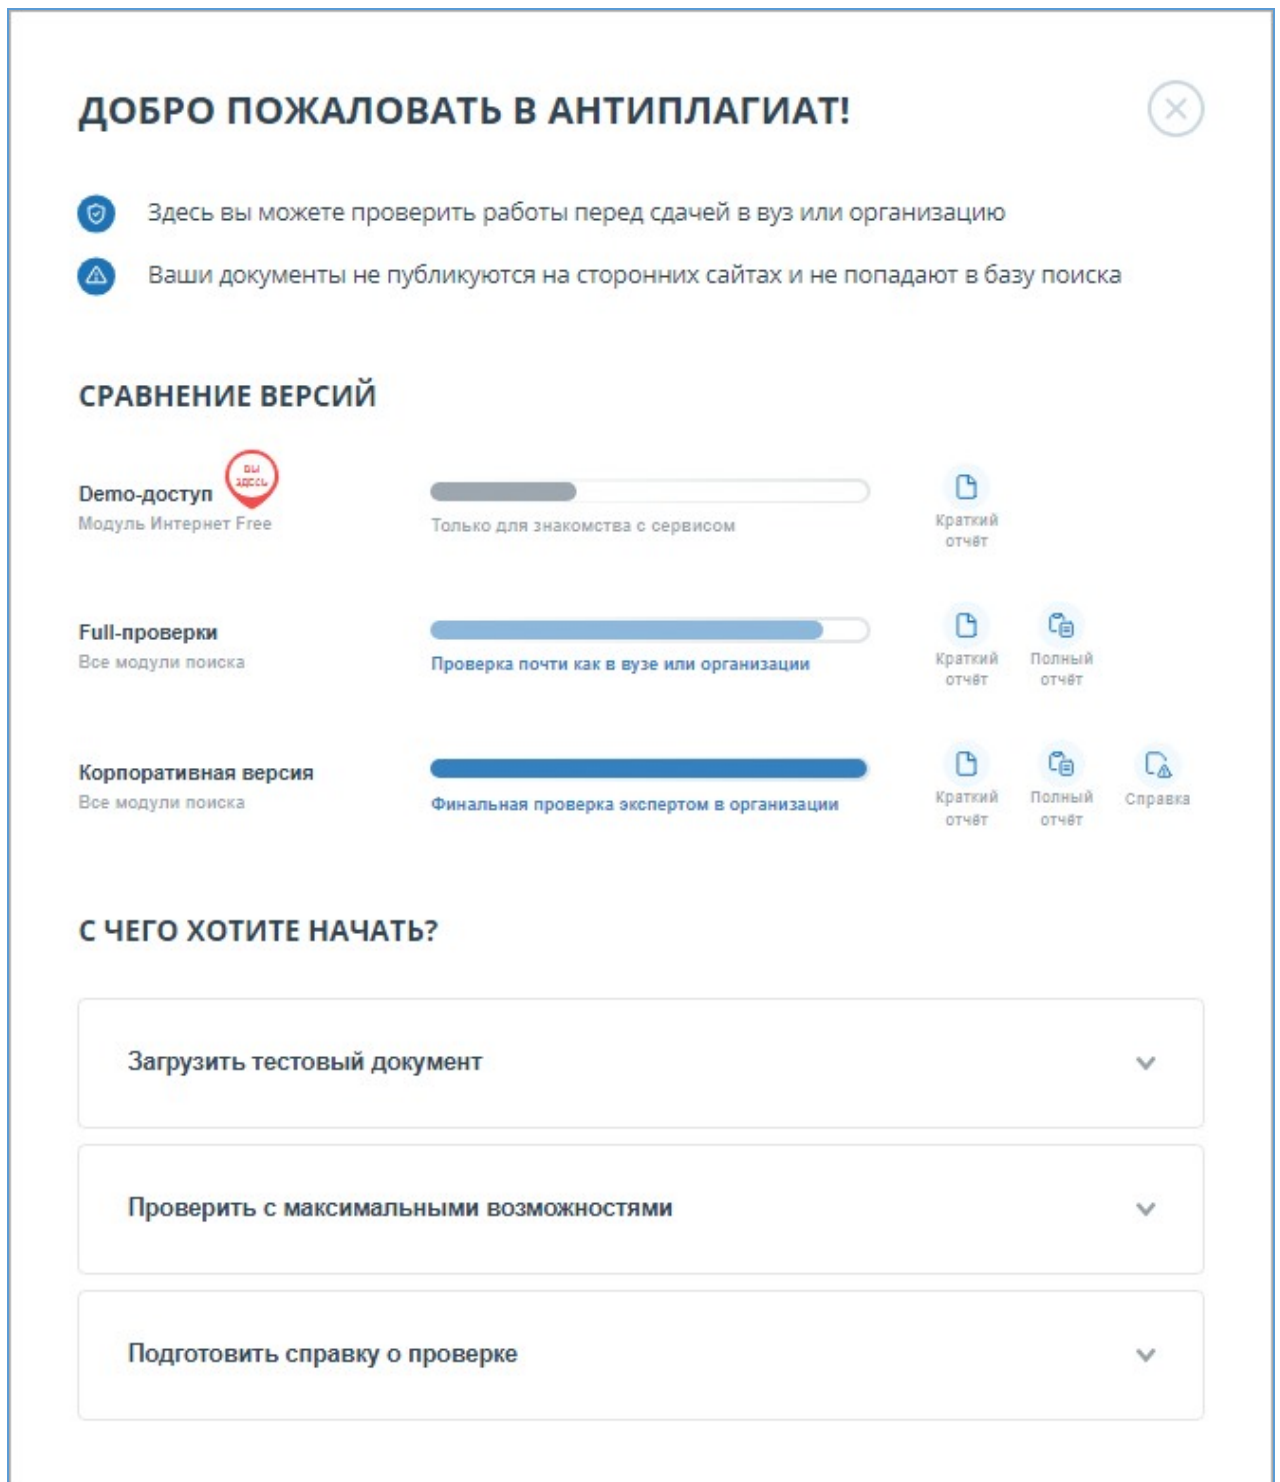 ДОБРО ПОЖАЛОВАТЬ В АНТИПЛАГИАТ!
Здесь вы можете проверить работы перед сдачей в вуз или организацию
Ваши документы не публикуются на сторонних сайтах и не попадают в базу поиска
СРАВНЕНИЕ ВЕРСИЙ
ВЫ
ЗДЕСЬ
Demo-доступ
Модуль Интернет Free
Только для знакомства с сервисом
Краткий
отчёт
Full-проверки
Все модули поиска
Проверка почти как в вузе или организации
Краткий
отчёт
Полный
отчёт
Корпоративная версия
Все модули поиска
Финальная проверка экспертом в организации
Краткий
отчёт
Полный
отчёт
Справка
С ЧЕГО ХОТИТЕ НАЧАТЬ?
Загрузить тестовый документ
Проверить с максимальными возможностями
Подготовить справку о проверке